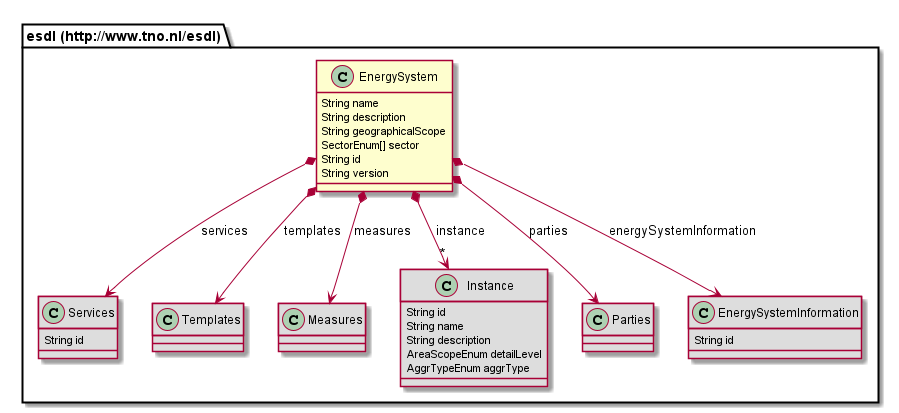 esdl (http://www.tno.nl/esdl)
C EnergySystem
String name
String description
String geographicalScope
SectorEnum[] sector
String id
String version
services
templates
measures
instance
parties
energySystemInformation
*
C Services
String id
C Templates
C Measures
C Instance
String id
String name
String description
AreaScopeEnum detailLevel
AggrTypeEnum aggrType
C Parties
C EnergySystemInformation
String id